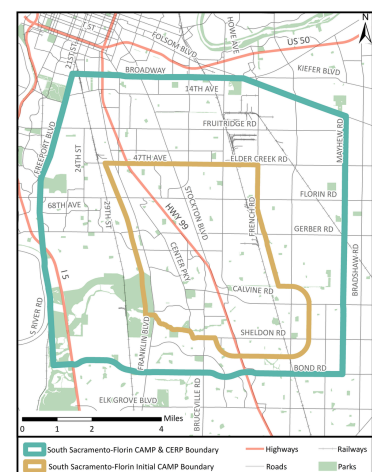 J ST
N
21ST ST
FOLSOM BLVD
HOWE AVE
US 50
BROADWAY
KIEFER BLVD
14TH AVE
FREEPORT BLVD
FRUITRIDGE RD
MAYHEW RD
24TH ST
47TH AVE
ELDER CREEK RD
STOCKTON BLVD
FLORIN RD
68TH AVE
29TH ST
HWY 99
FRENCH RD
GERBER RD
CENTER PKY
BRADSHAW RD
I 5
CALVINE RD
S RIVER RD
FRANKLIN BLVD
SHELDON RD
BOND RD
BRUCEVILLE RD
ELK GROVE BLVD
Miles
0 1 2 4
South Sacramento-Florin CAMP & CERP Boundary
Highways
Railways
South Sacramento-Florin Initial CAMP Boundary
Roads
Parks